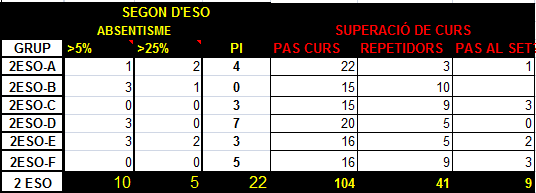 SEGON D'ESO
ABSENTISME SUPERACIÓ DE CURS
GRUP >5% >25% PI PAS CURS REPETIDORS PAS AL SET
2ESO-A 1 2 4 22 3 1
2ESO-B 3 1 0 15 10
2ESO-C 0 0 3 15 9 3
2ESO-D 3 0 7 20 5 0
2ESO-E 3 2 3 16 5 2
2ESO-F 0 0 5 16 9 3
2 ESO 10 5 22 104 41 9